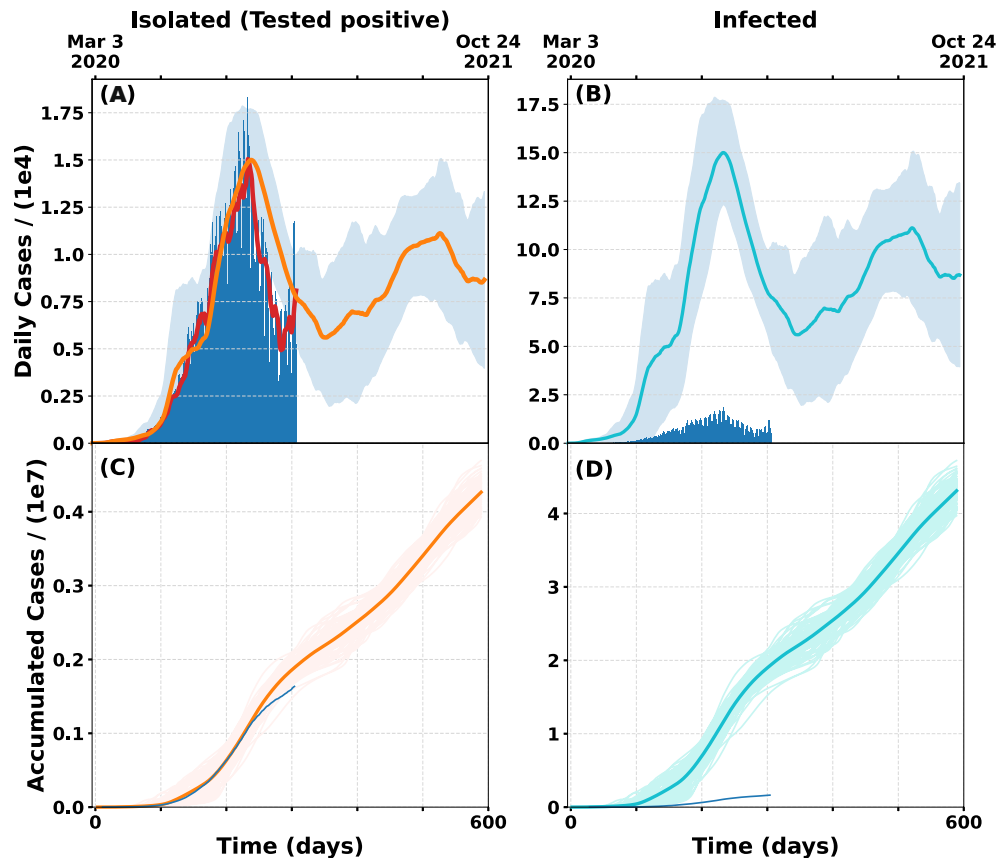 Isolated (Tested positive)
Infected
Mar 3
2020
Oct 24
2021
Mar 3
2020
Oct 24
2021
(A)
(B)
Daily Cases / (1e4)
1.75
1.5
1.25
1.0
0.75
0.5
0.25
0.0
17.5
15.0
12.5
10.0
7.5
5.0
2.5
0.0
(C)
(D)
Accumulated Cases / (1e7)
0.4
0.3
0.2
0.1
0.0
4
3
2
1
0
0
600
0
600
Time (days)
Time (days)